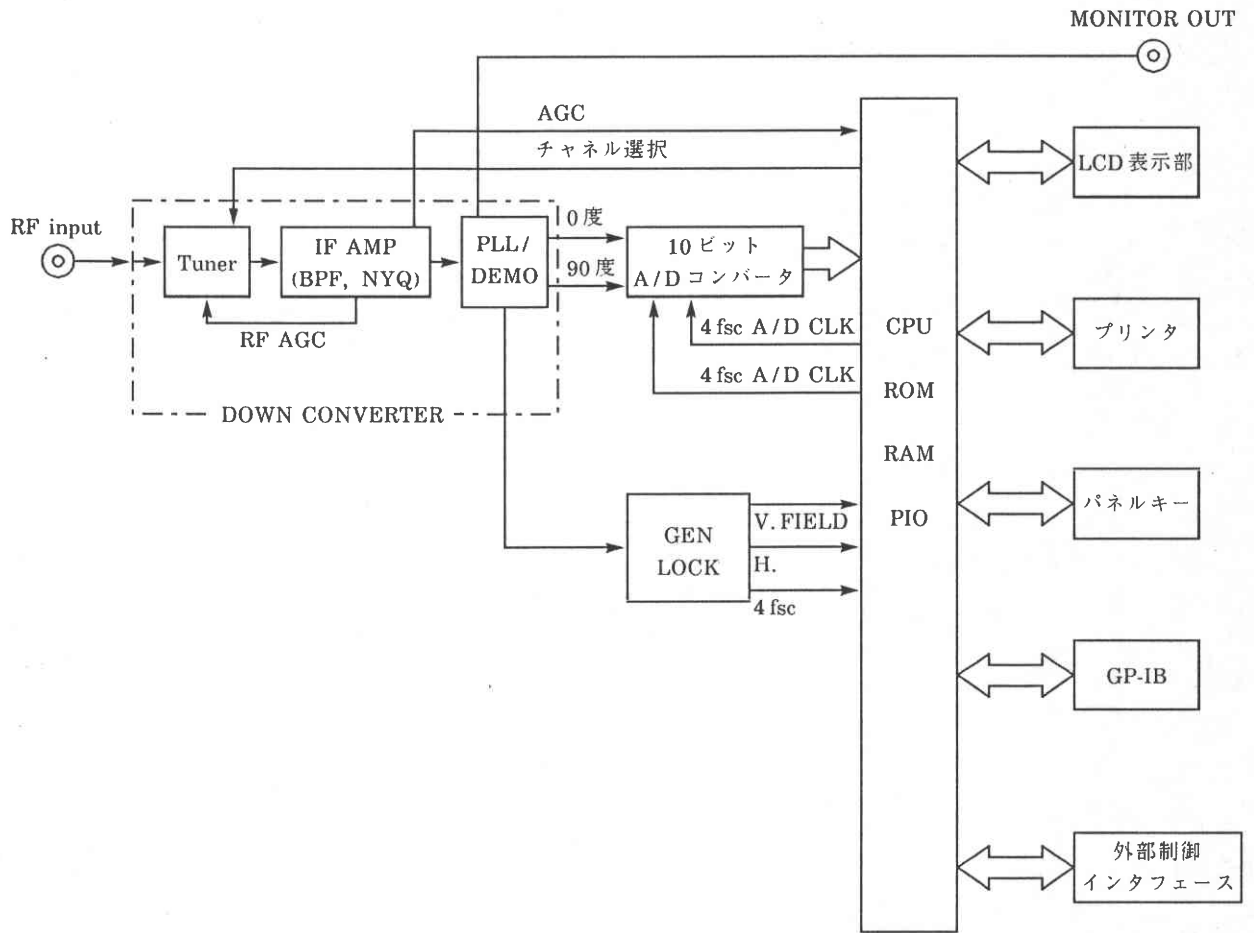 MONITOR OUT
AGC
チャネル選択
LCD 表示部
RF input
Tuner
IF AMP
(BPF, NYQ)
PLL/
DEMO
0 度
90 度
10 ビット
A/D コンバータ
RF AGC
4 fsc A/D CLK
4 fsc A/D CLK
DOWN CONVERTER
CPU
ROM
RAM
PIO
プリンタ
パネルキー
GEN
LOCK
V. FIELD
H.
4 fsc
GP-IB
外部制御
インタフェース